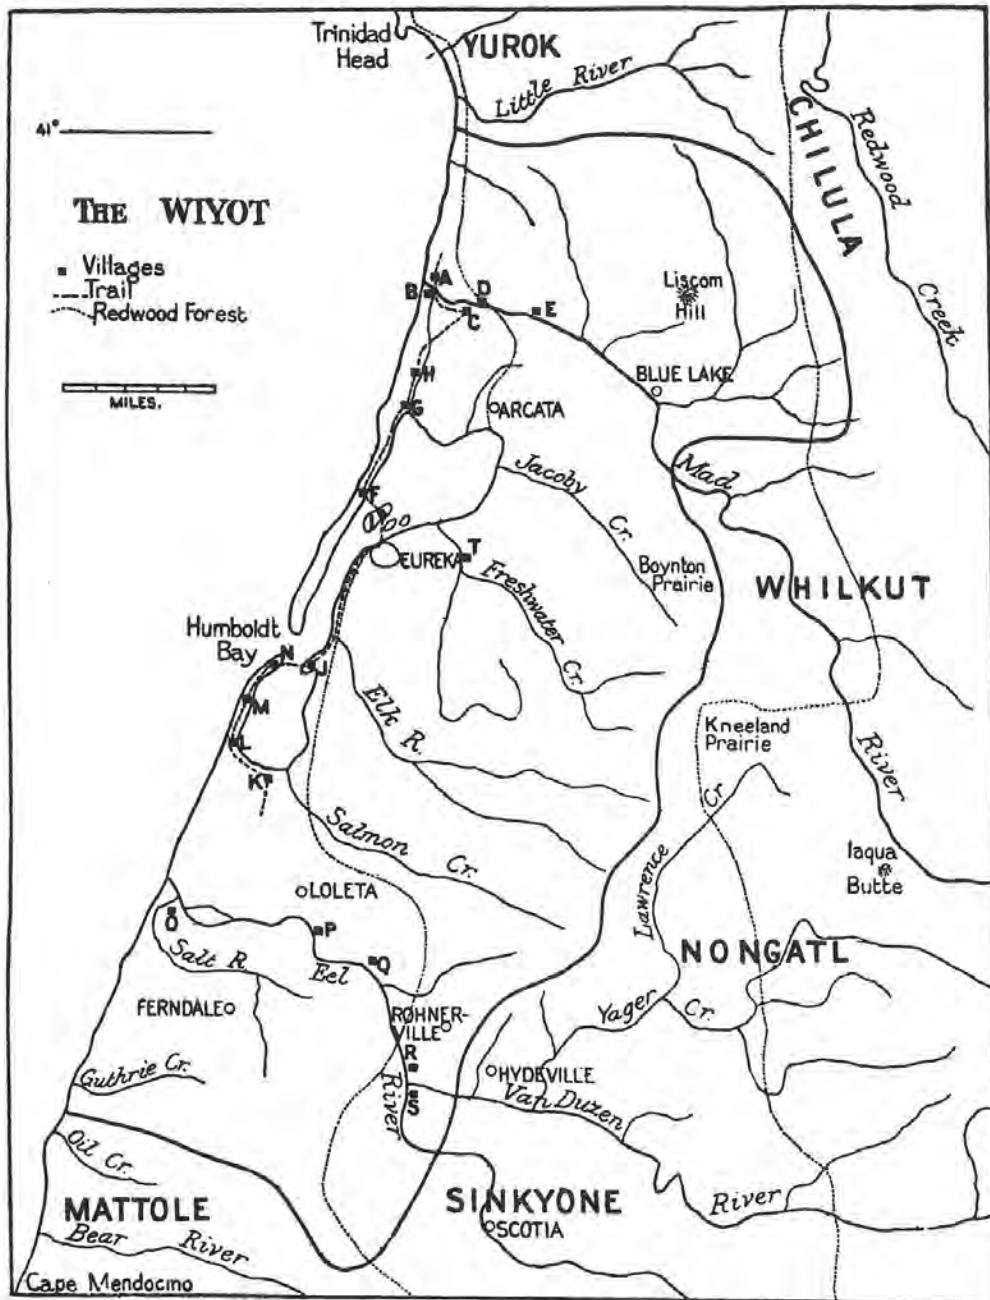 Trinidad
Head
YUROK
Little River
41°
CHILULA
Redwood
Creek
THE WIYOT
Villages
Trail
Redwood Forest
MILES.
A
B
D
C
E
Liscom
Hill
H
G
BLUE LAKE
ARCATA
Mad
Jacoby
Cr.
F
EUREKA
T
Boynton
Prairie
Freshwater
Cr.
WHILKUT
Humboldt
Bay
N
J
M
L
K
Elk R.
Kneeland
Prairie
River
Salmon
Cr.
Lawrence
Cr
Iaqua
Butte
LOLETA
O
P
Q
Salt R
Eel
NONGATL
FERNDALE
ROHNER-
VILLE
Yager
Cr.
R
HYDEVILLE
Guthrie Cr.
S
River
Van Duzen
Oil Cr.
MATTOLE
SINKYONE
River
Bear River
SCOTIA
Cape Mendocino